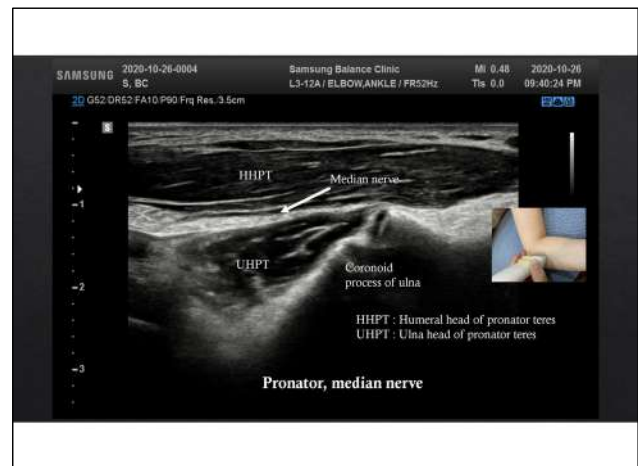 SAMSUNG
2020-10-26-0004
S, BC
Samsung Balance Clinic
L3-12A / ELBOW,ANKLE / FR52Hz
MI 0.48
TIs 0.0
2020-10-26
09:40:24 PM
2D G52/DR52/FA10/P90/Frq Res./3.5cm
S
HHPT
Median nerve
1
UHPT
Coronoid
process of ulna
2
HHPT : Humeral head of pronator teres
UHPT : Ulna head of pronator teres
3
Pronator, median nerve